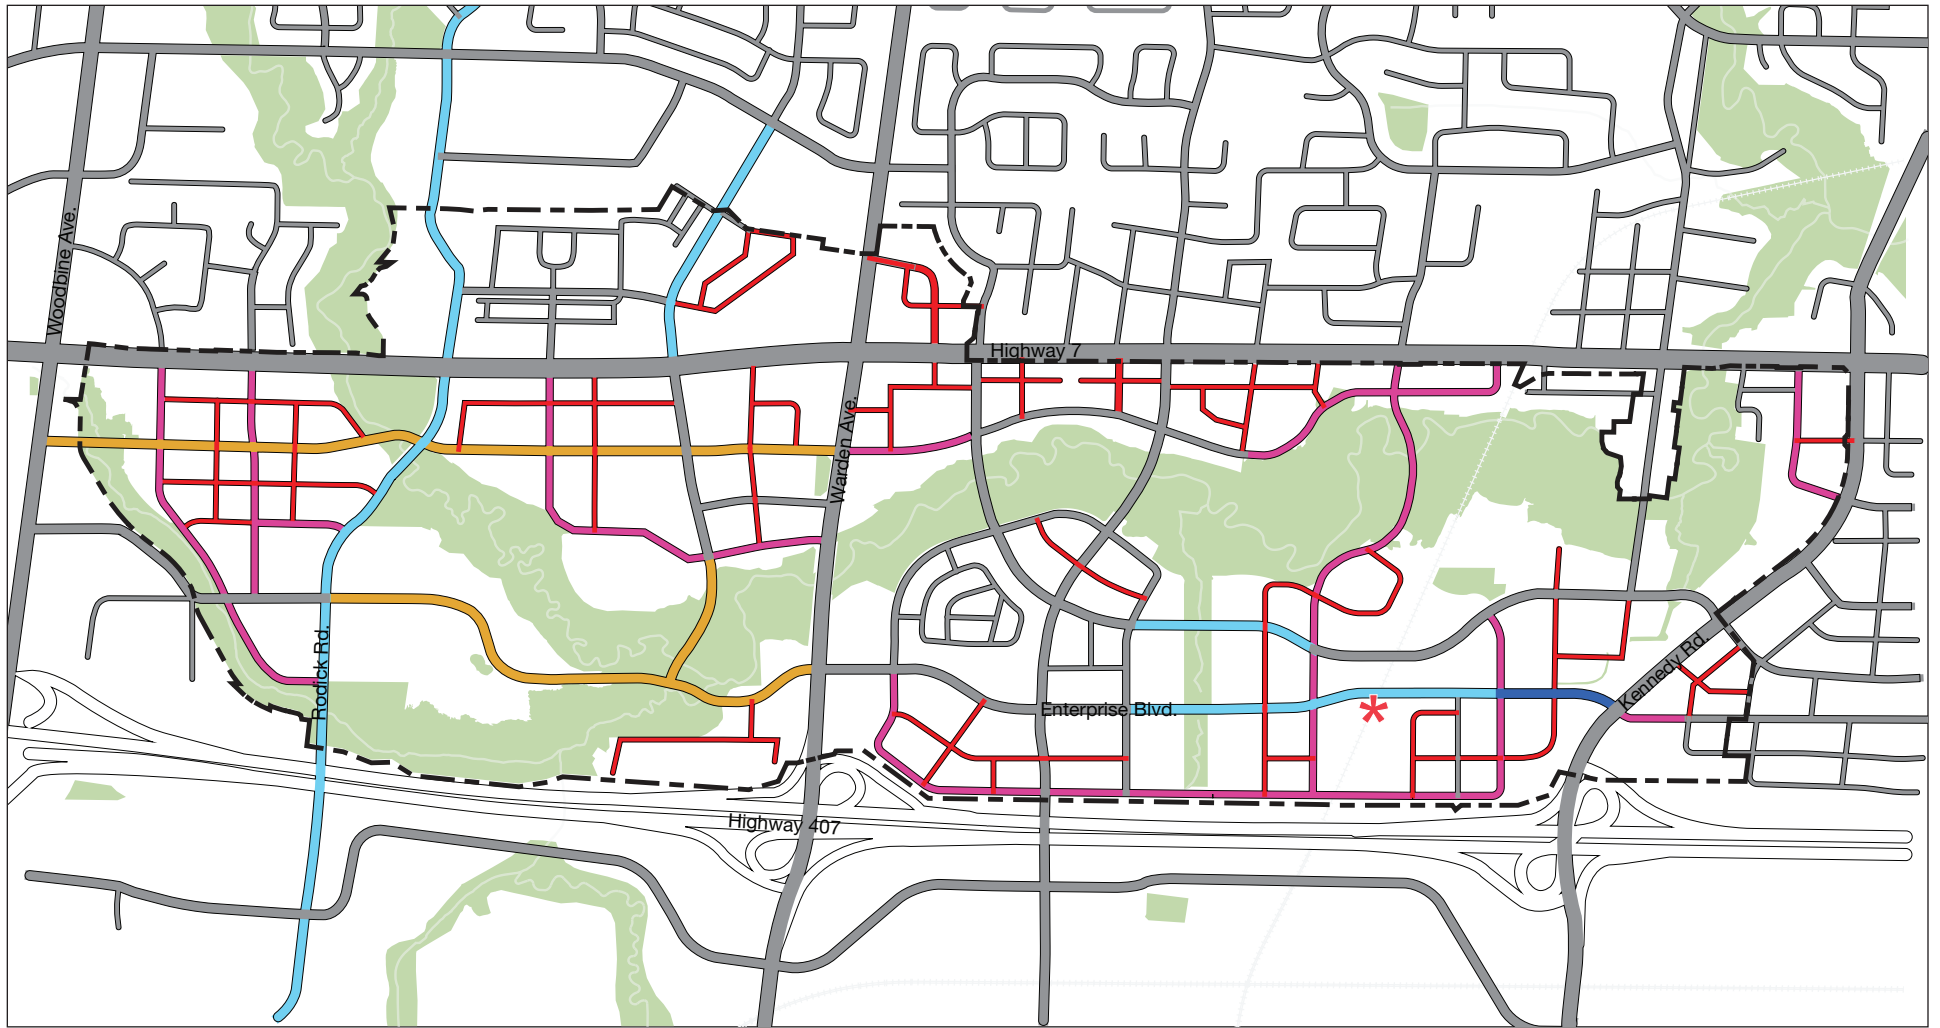 Woodbine Ave.
Highway 7
Warden Ave.
Rodick Rd.
Kennedy Rd.
Enterprise Blvd.
*
Highway 407